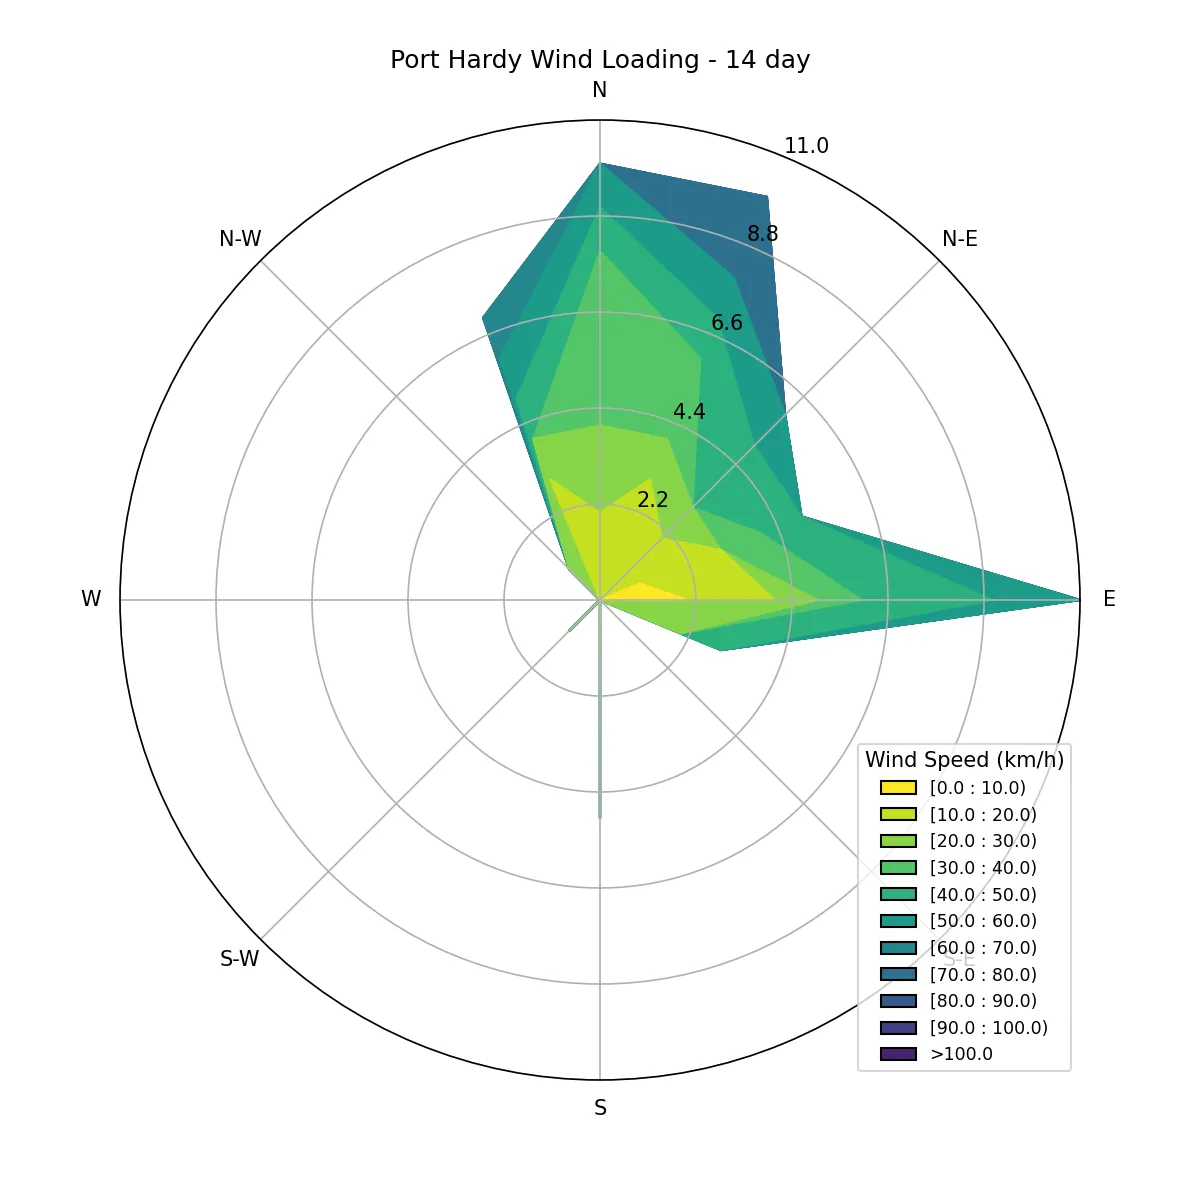 Port Hardy Wind Loading - 14 day
N
11.0
N-W
8.8
N-E
6.6
4.4
2.2
W
E
Wind Speed (km/h)
[0.0 : 10.0)
[10.0 : 20.0)
[20.0 : 30.0)
[30.0 : 40.0)
[40.0 : 50.0)
[50.0 : 60.0)
[60.0 : 70.0)
[70.0 : 80.0)
[80.0 : 90.0)
[90.0 : 100.0)
>100.0
S-W
S-E
S